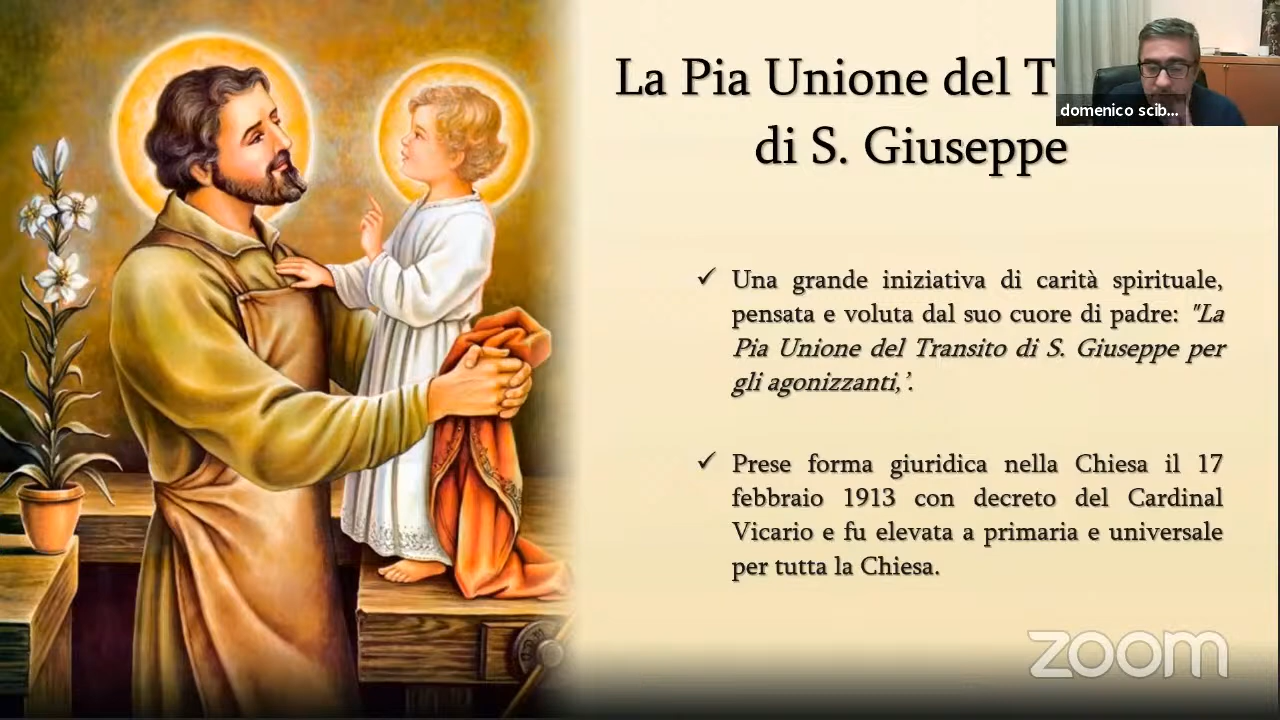 La Pia Unione del T
di S. Giuseppe
domenico scib...
✓ Una grande iniziativa di carità spirituale,
pensata e voluta dal suo cuore di padre: "La
Pia Unione del Transito di S. Giuseppe per
gli agonizzanti,'.
✓ Prese forma giuridica nella Chiesa il 17
febbraio 1913 con decreto del Cardinal
Vicario e fu elevata a primaria e universale
per tutta la Chiesa.
zoom